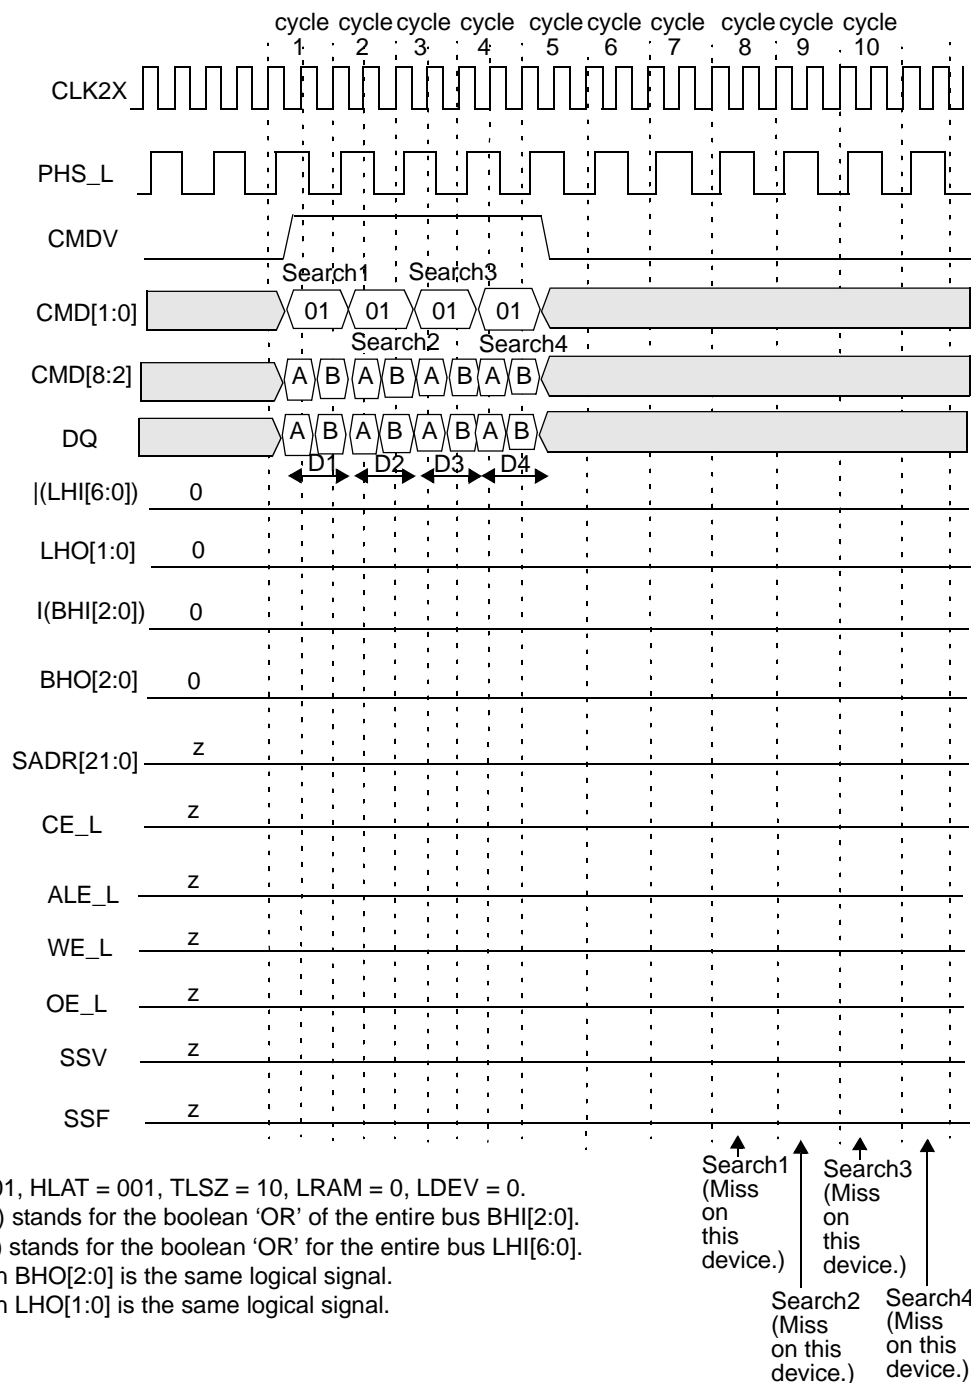 cycle cycle cycle cycle cycle cycle cycle cycle cycle cycle
1 2 3 4 5 6 7 8 9 10
CLK2X
PHS_L
CMDV
Search1 Search3
CMD[1:0] 01 01 01 01
Search2 Search4
CMD[8:2] A B A B A B A B
DQ A B A B A B A B
D1 D2 D3 D4
|(LHI[6:0]) 0
LHO[1:0] 0
I(BHI[2:0]) 0
BHO[2:0] 0
SADR[21:0] z
CE_L z
ALE_L z
WE_L z
OE_L z
SSV z
SSF z
Search1
(Miss
on
this
device.)
Search3
(Miss
on
this
device.)
Search2
(Miss
on this
device.)
Search4
(Miss
on this
device.)
01, HLAT = 001, TLSZ = 10, LRAM = 0, LDEV = 0.
) stands for the boolean ‘OR’ of the entire bus BHI[2:0].
) stands for the boolean ‘OR’ for the entire bus LHI[6:0].
n BHO[2:0] is the same logical signal.
n LHO[1:0] is the same logical signal.